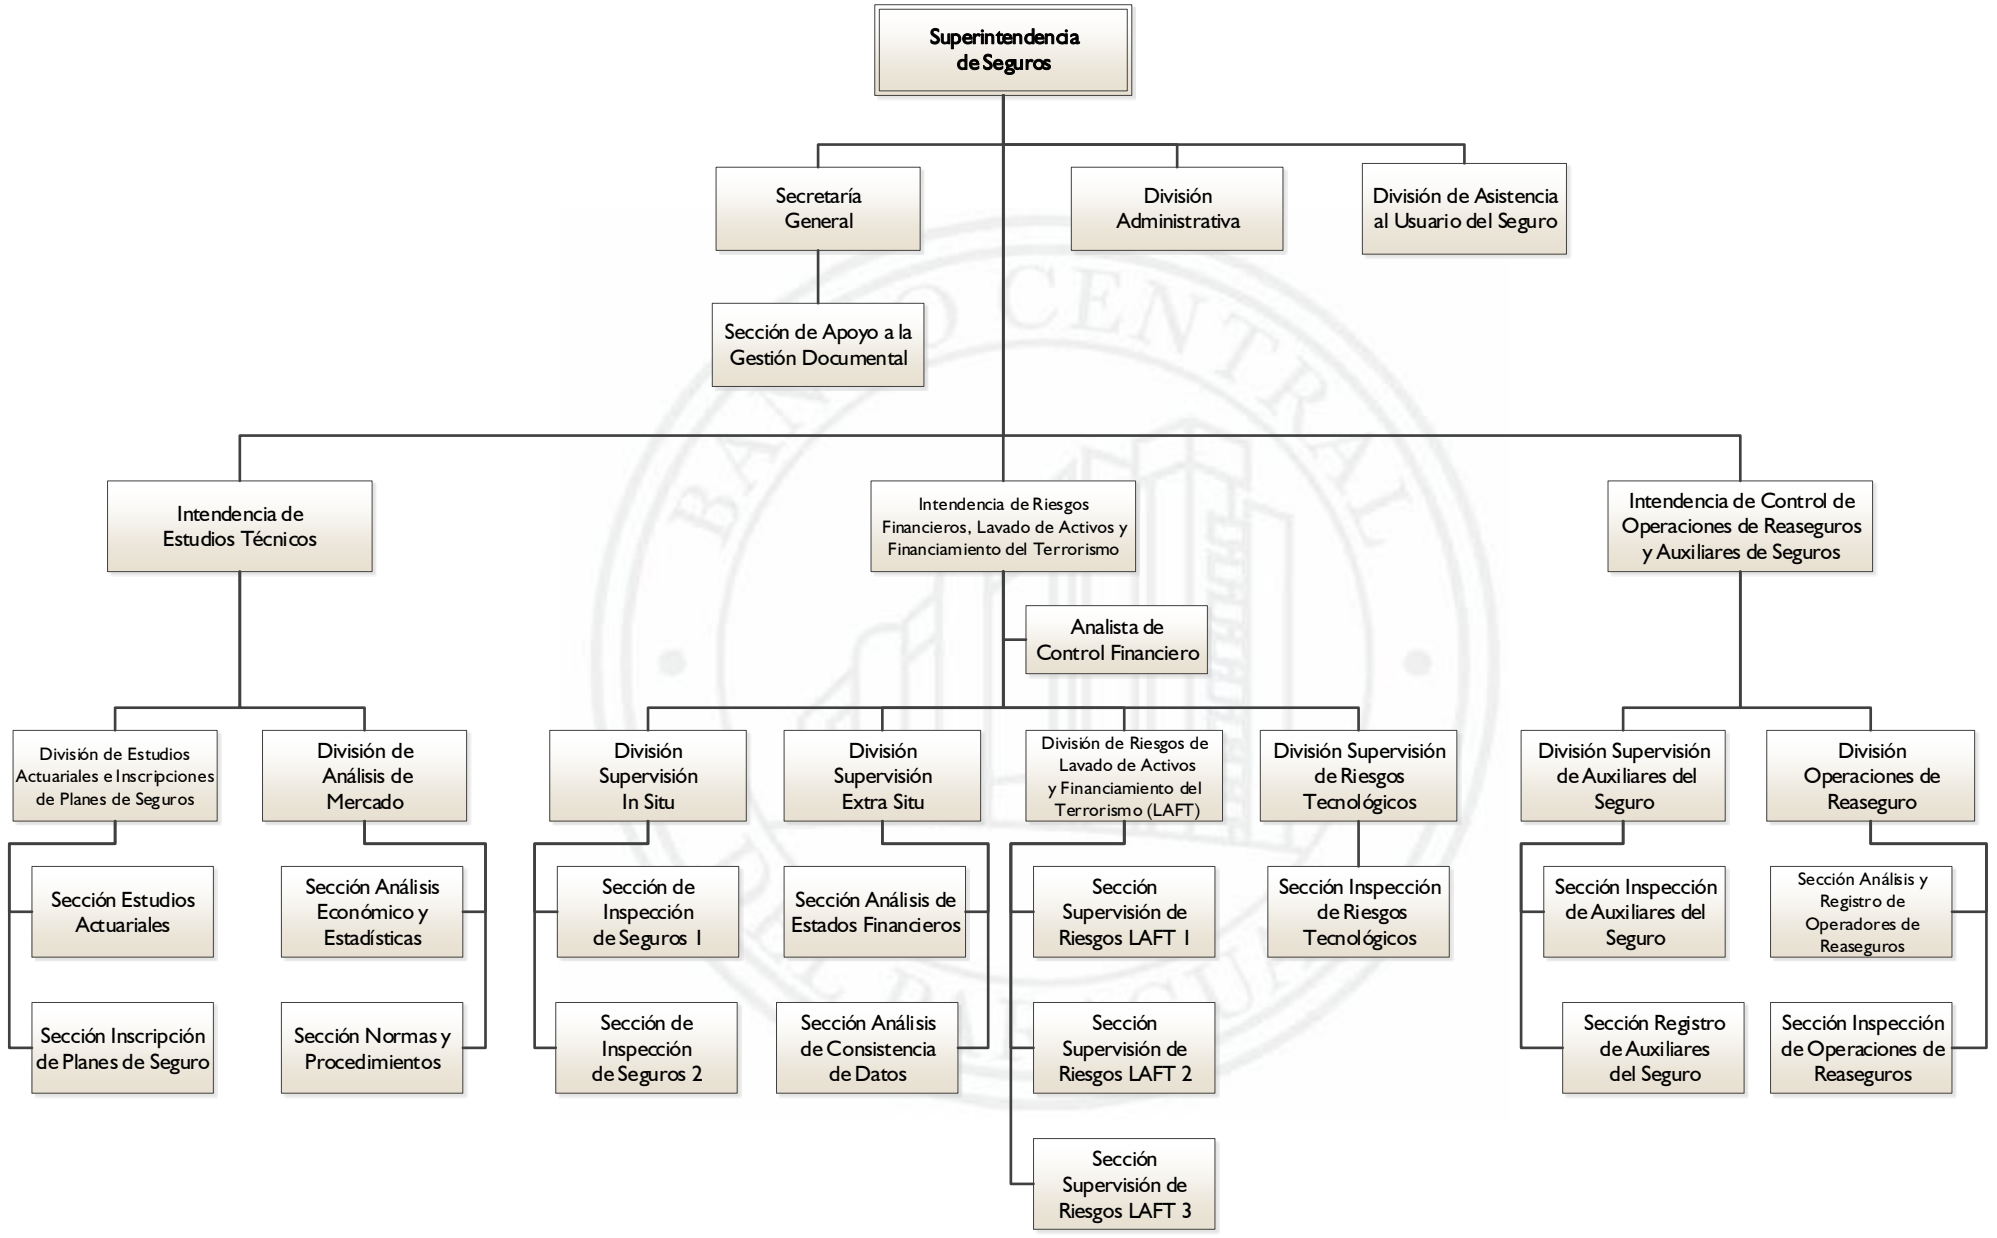 Superintendencia
de Seguros
Secretaría
General
División
Administrativa
División de Asistencia
al Usuario del Seguro
Sección de Apoyo a la
Gestión Documental
Intendencia de
Estudios Técnicos
Intendencia de Riesgos
Financieros, Lavado de Activos y
Financiamiento del Terrorismo
Intendencia de Control de
Operaciones de Reaseguros
y Auxiliares de Seguros
Analista de
Control Financiero
División de Estudios
Actuariales e Inscripciones
de Planes de Seguros
División de
Análisis de
Mercado
División
Supervisión
In Situ
División
Supervisión
Extra Situ
División de Riesgos de
Lavado de Activos
y Financiamiento del
Terrorismo (LAFT)
División Supervisión
de Riesgos
Tecnológicos
División Supervisión
de Auxiliares del
Seguro
División
Operaciones de
Reaseguro
Sección Estudios
Actuariales
Sección Análisis
Económico y
Estadísticas
Sección de
Inspección
de Seguros 1
Sección Análisis de
Estados Financieros
Sección
Supervisión de
Riesgos LAFT 1
Sección Inspección
de Riesgos
Tecnológicos
Sección Inspección
de Auxiliares del
Seguro
Sección Análisis y
Registro de
Operadores de
Reaseguros
Sección Inscripción
de Planes de Seguro
Sección Normas y
Procedimientos
Sección de
Inspección
de Seguros 2
Sección Análisis
de Consistencia
de Datos
Sección
Supervisión de
Riesgos LAFT 2
Sección Registro
de Auxiliares
del Seguro
Sección Inspección
de Operaciones de
Reaseguros
Sección
Supervisión de
Riesgos LAFT 3
BANCO CENTRAL
DEL PARAGUAY